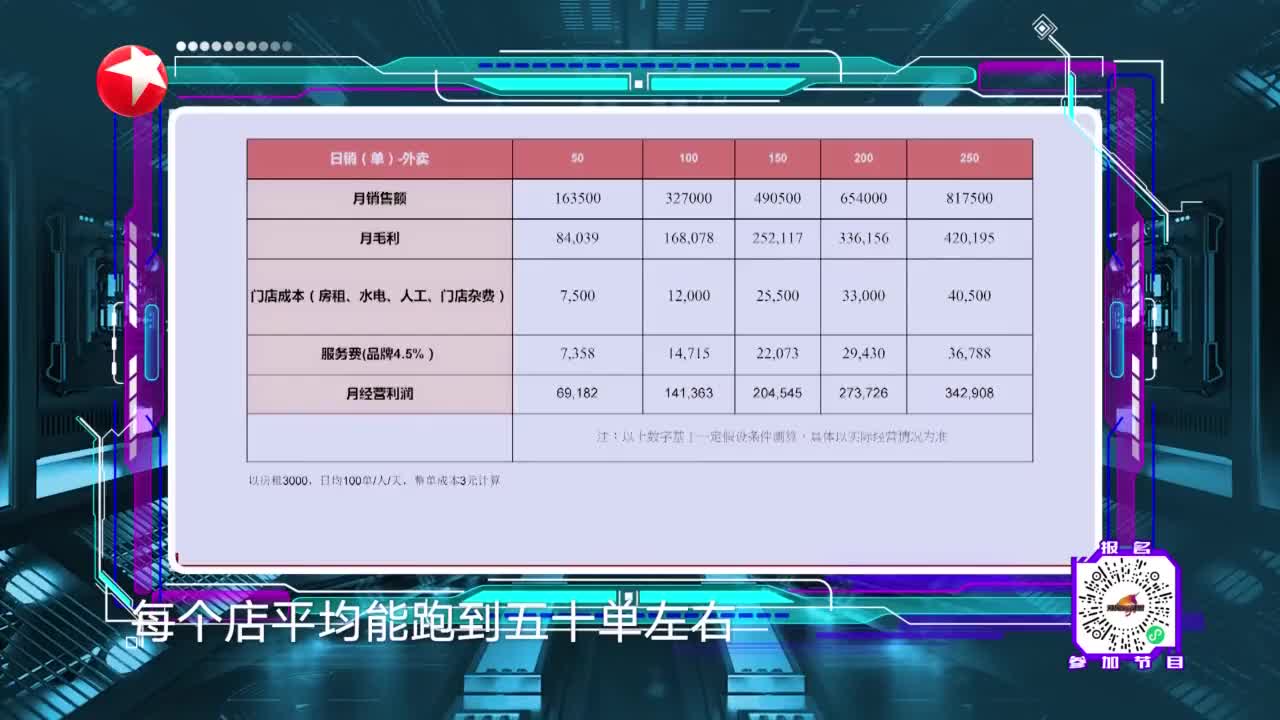 日销（单）-外卖 50 100 150 200 250
月销售额 163500 327000 490500 654000 817500
月毛利 84,039 168,078 252,117 336,156 420,195
门店成本（房租、水电、人工、门店杂费） 7,500 12,000 25,500 33,000 40,500
服务费(品牌4.5%） 7,358 14,715 22,073 29,430 36,788
月经营利润 69,182 141,363 204,545 273,726 342,908
注：以上数字基于一定假设条件测算，具体以实际经营情况为准
以房租3000，日均100单/人/天，整单成本3元计算
报名
每个店平均能跑到五十单左右
参加节目